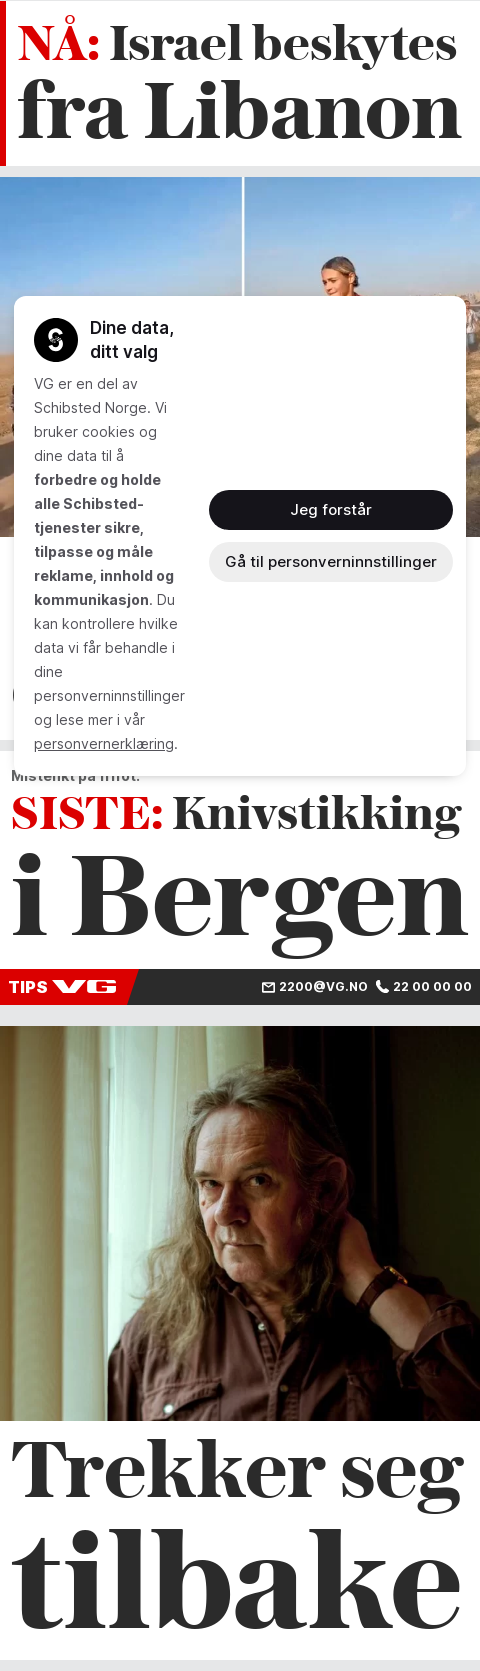 NÅ: Israel beskytes
fra Libanon
Dine data,
ditt valg
VG er en del av
Schibsted Norge. Vi
bruker cookies og
dine data til å
forbedre og holde
alle Schibsted-
tjenester sikre,
tilpasse og måle
reklame, innhold og
kommunikasjon. Du
kan kontrollere hvilke
data vi får behandle i
dine
personverninnstillinger
og lese mer i vår
personvernerklæring.
Jeg forstår
Gå til personverninnstillinger
SISTE: Knivstikking
i Bergen
TIPS VG 2200@VG.NO 22 00 00 00
Trekker seg
tilbake